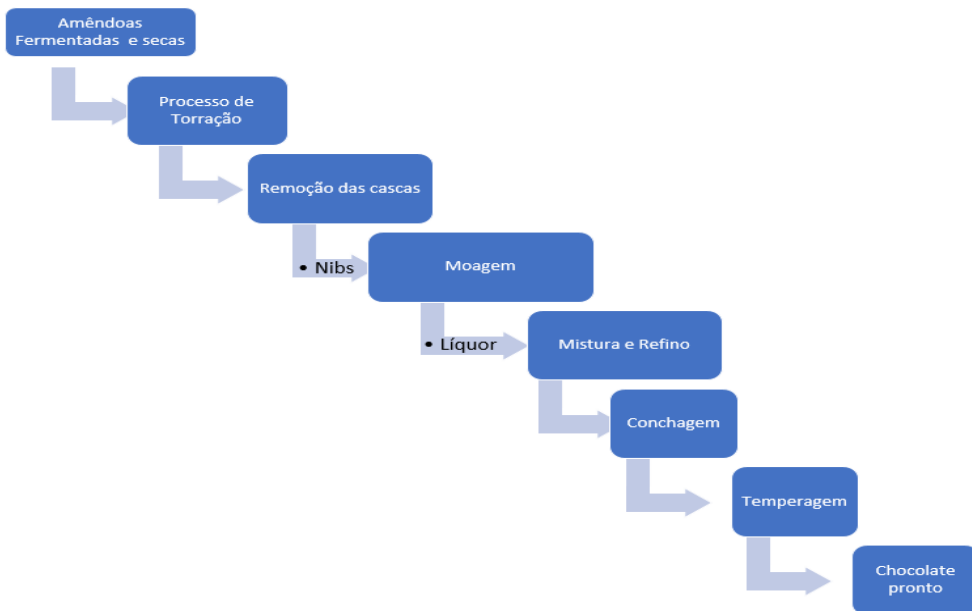 Amêndoas
Fermentadas e secas
Processo de
Torração
Remoção das cascas
• Nibs
Moagem
• Líquor
Mistura e Refino
Conchagem
Temperagem
Chocolate
pronto